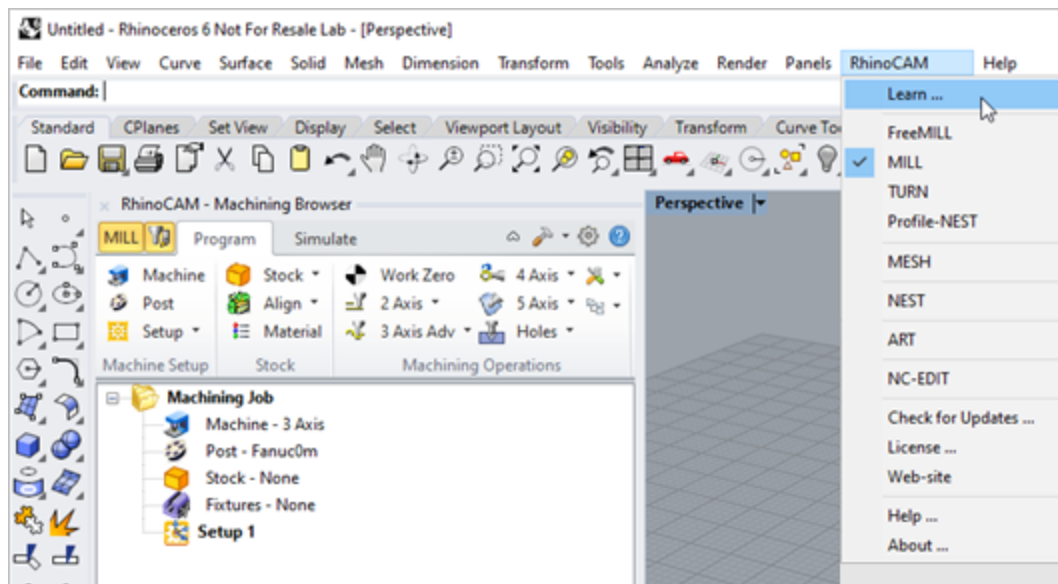 Untitled - Rhinoceros 6 Not For Resale Lab - [Perspective]
File Edit View Curve Surface Solid Mesh Dimension Transform Tools Analyze Render Panels RhinoCAM Help
Command:
Standard CPlanes Set View Display Select Viewport Layout Visibility Transform Curve Too
RhinoCAM - Machining Browser
MILL Program Simulate
Machine Stock Work Zero 4 Axis
Post Align 2 Axis 5 Axis
Setup Material 3 Axis Adv Holes
Machine Setup Stock Machining Operations
Machining Job
Machine - 3 Axis
Post - Fanuc0m
Stock - None
Fixtures - None
Setup 1
Perspective
Learn ...
FreeMILL
MILL
TURN
Profile-NEST
MESH
NEST
ART
NC-EDIT
Check for Updates ...
License ...
Web-site
Help ...
About ...